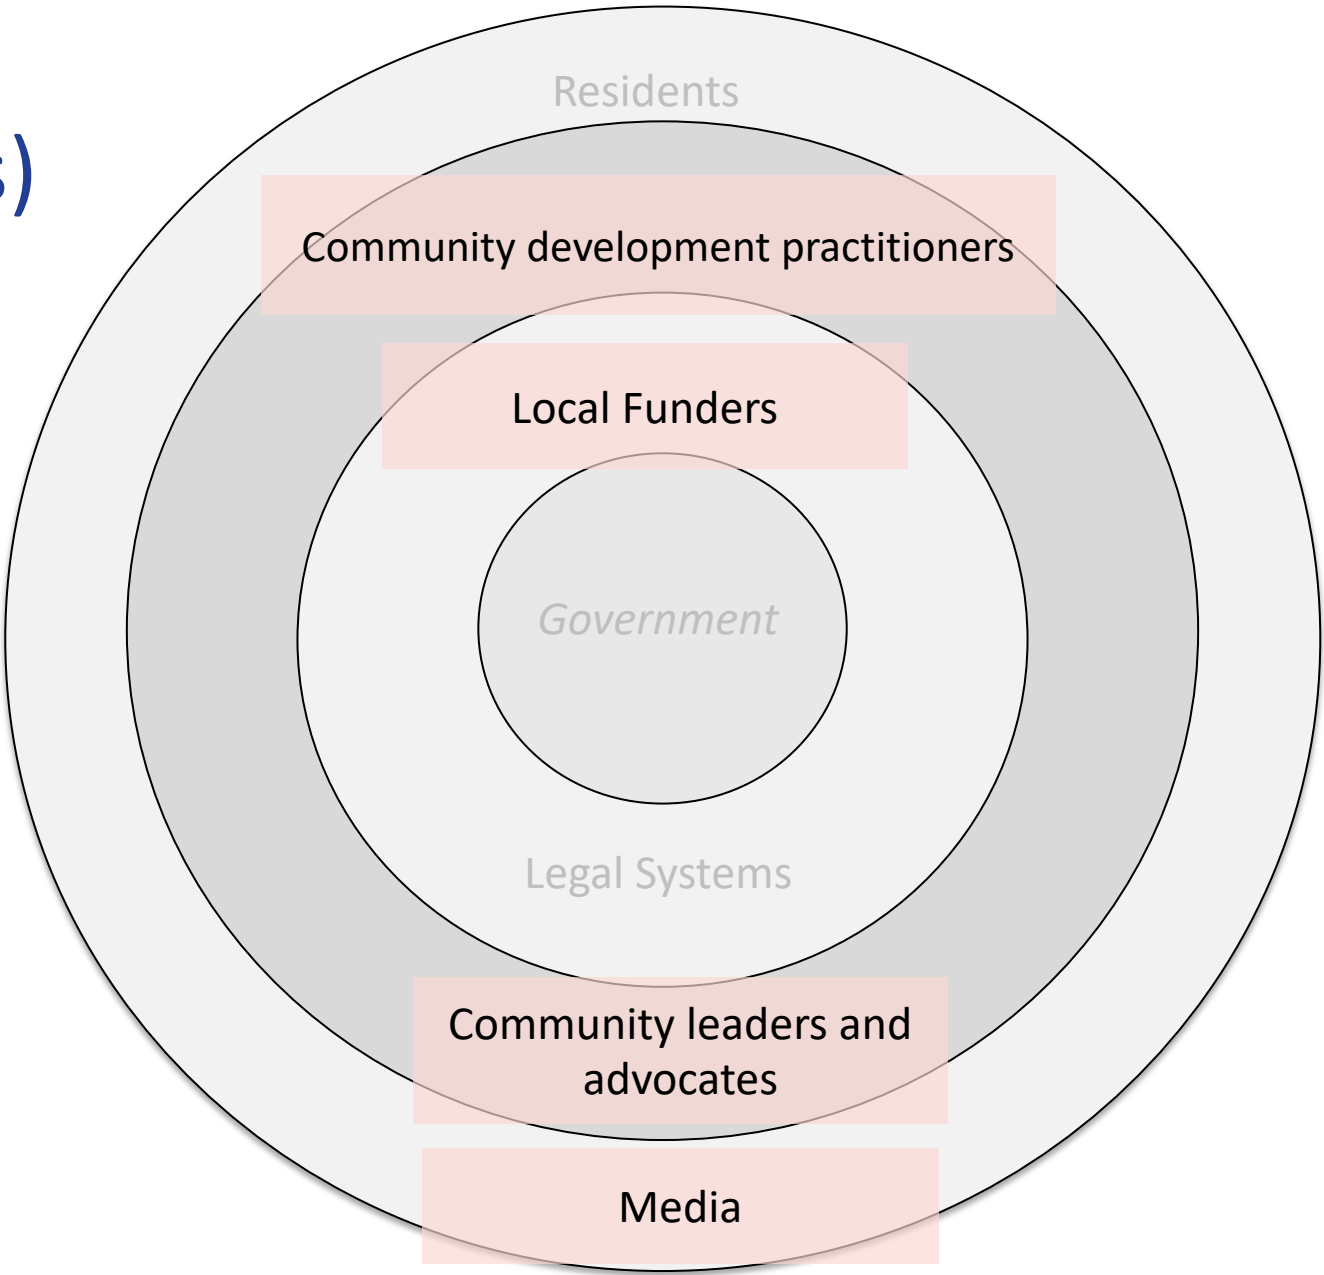 Residents
s)
Community development practitioners
Local Funders
Government
Legal Systems
Community leaders and
advocates
Media